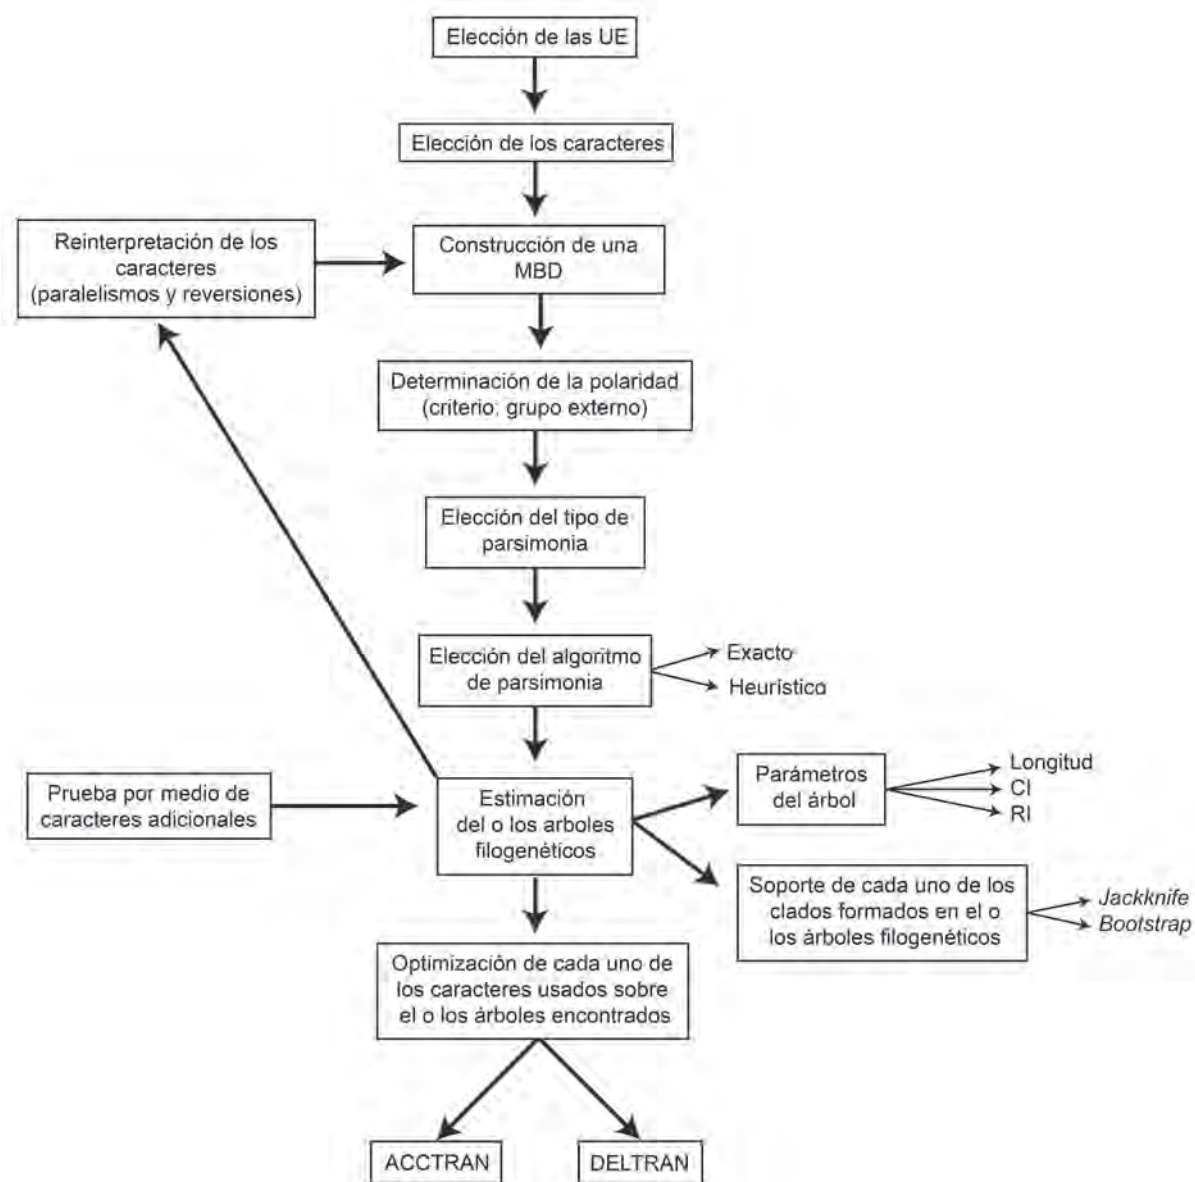 Elección de las UE
Elección de los caracteres
Reinterpretación de los
caracteres
(paralelismos y reversiones)
Construcción de una
MBD
Determinación de la polaridad
(criterio: grupo externo)
Elección del tipo de
parsimonia
Elección del algoritmo
de parsimonia
Exacto
Heurística
Prueba por medio de
caracteres adicionales
Estimación
del o los arboles
filogenéticos
Parámetros
del árbol
Longitud
CI
RI
Soporte de cada uno de los
clados formados en el o
los árboles filogenéticos
Jackknife
Bootstrap
Optimización de cada uno de
los caracteres usados sobre
el o los árboles encontrados
ACCTRAN
DELTRAN